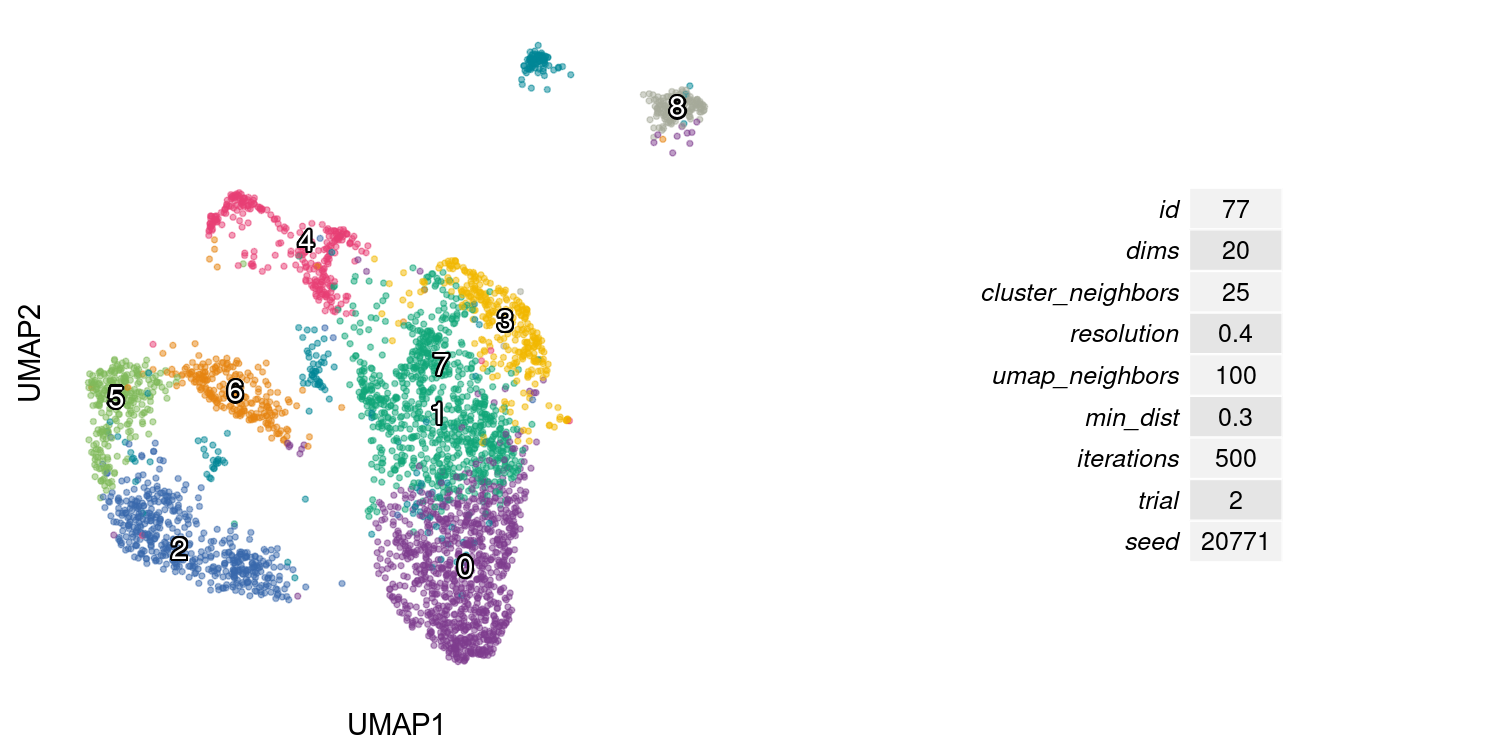 8
4
3
7
5
6
1
2
0
UMAP2
UMAP1
id 77
dims 20
cluster_neighbors 25
resolution 0.4
umap_neighbors 100
min_dist 0.3
iterations 500
trial 2
seed 20771